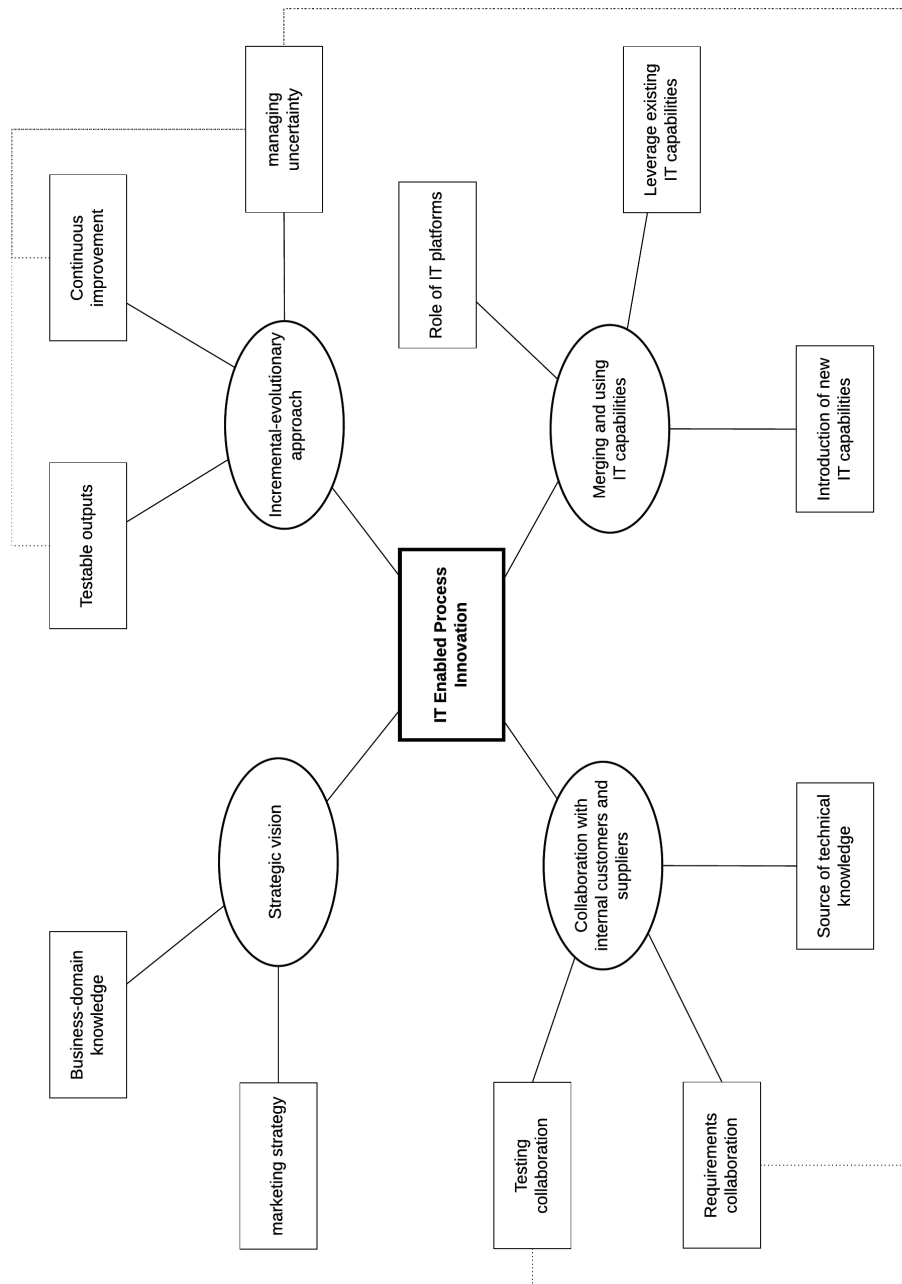 Business-domain
knowledge
Testable outputs
Continuous
improvement
marketing strategy
Strategic vision
Incremental-evolutionary
approach
managing
uncertainty
IT Enabled Process
Innovation
Role of IT platforms
Testing
collaboration
Collaboration with
internal customers and
suppliers
Merging and using
IT capabilities
Leverage existing
IT capabilities
Requirements
collaboration
Source of technical
knowledge
Introduction of new
IT capabilities